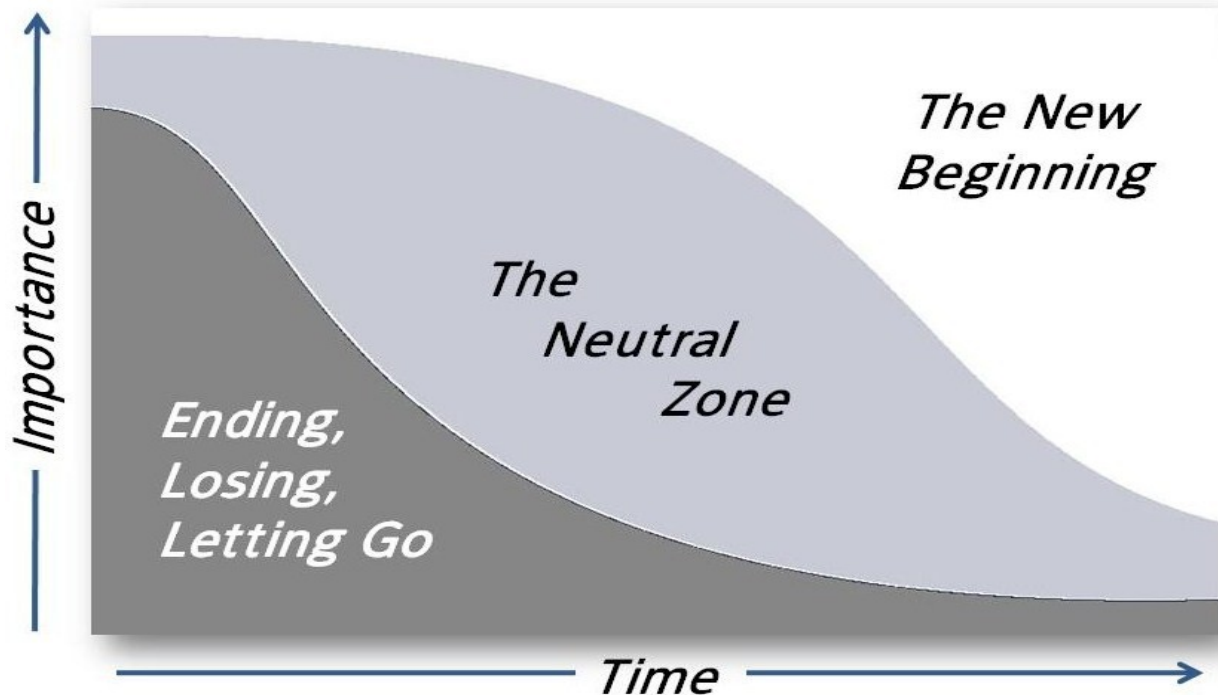 Importance
The New
Beginning
The
Neutral
Zone
Ending,
Losing,
Letting Go
Time